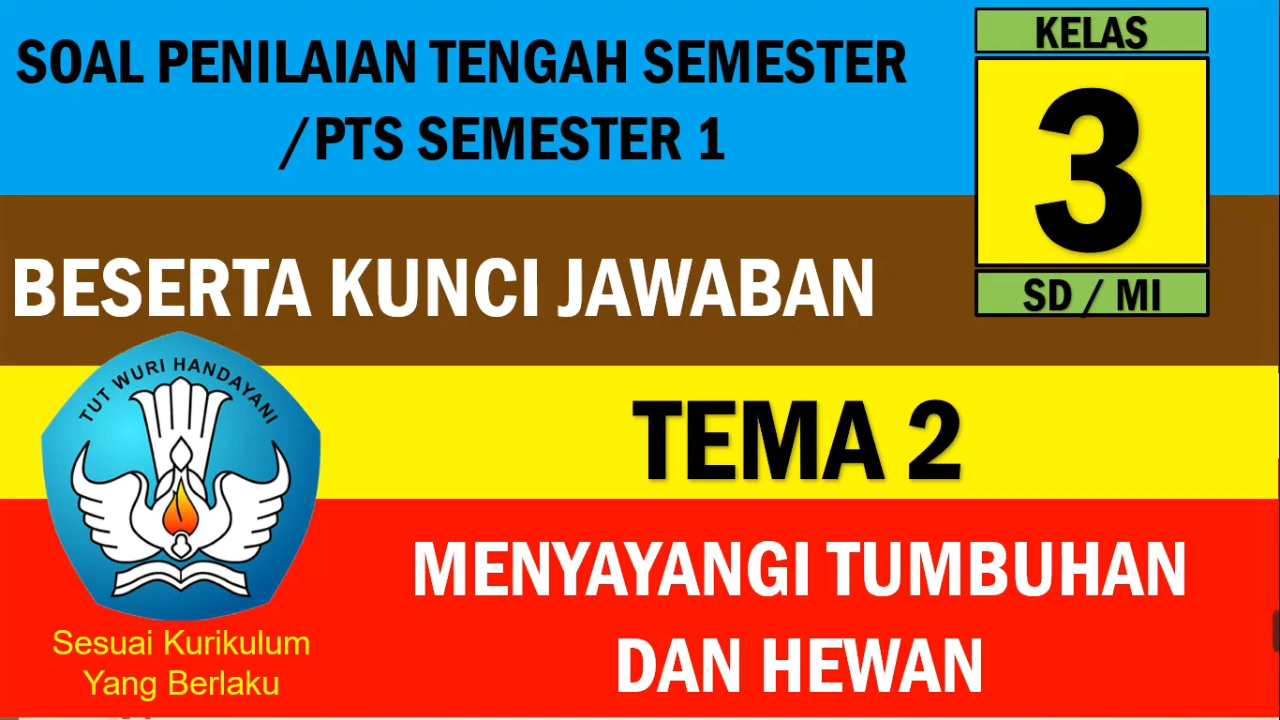 SOAL PENILAIAN TENGAH SEMESTER
/PTS SEMESTER 1
KELAS
3
SD / MI
BESERTA KUNCI JAWABAN
TUT WURI HANDAYANI
Sesuai Kurikulum
Yang Berlaku
TEMA 2
MENYAYANGI TUMBUHAN
DAN HEWAN